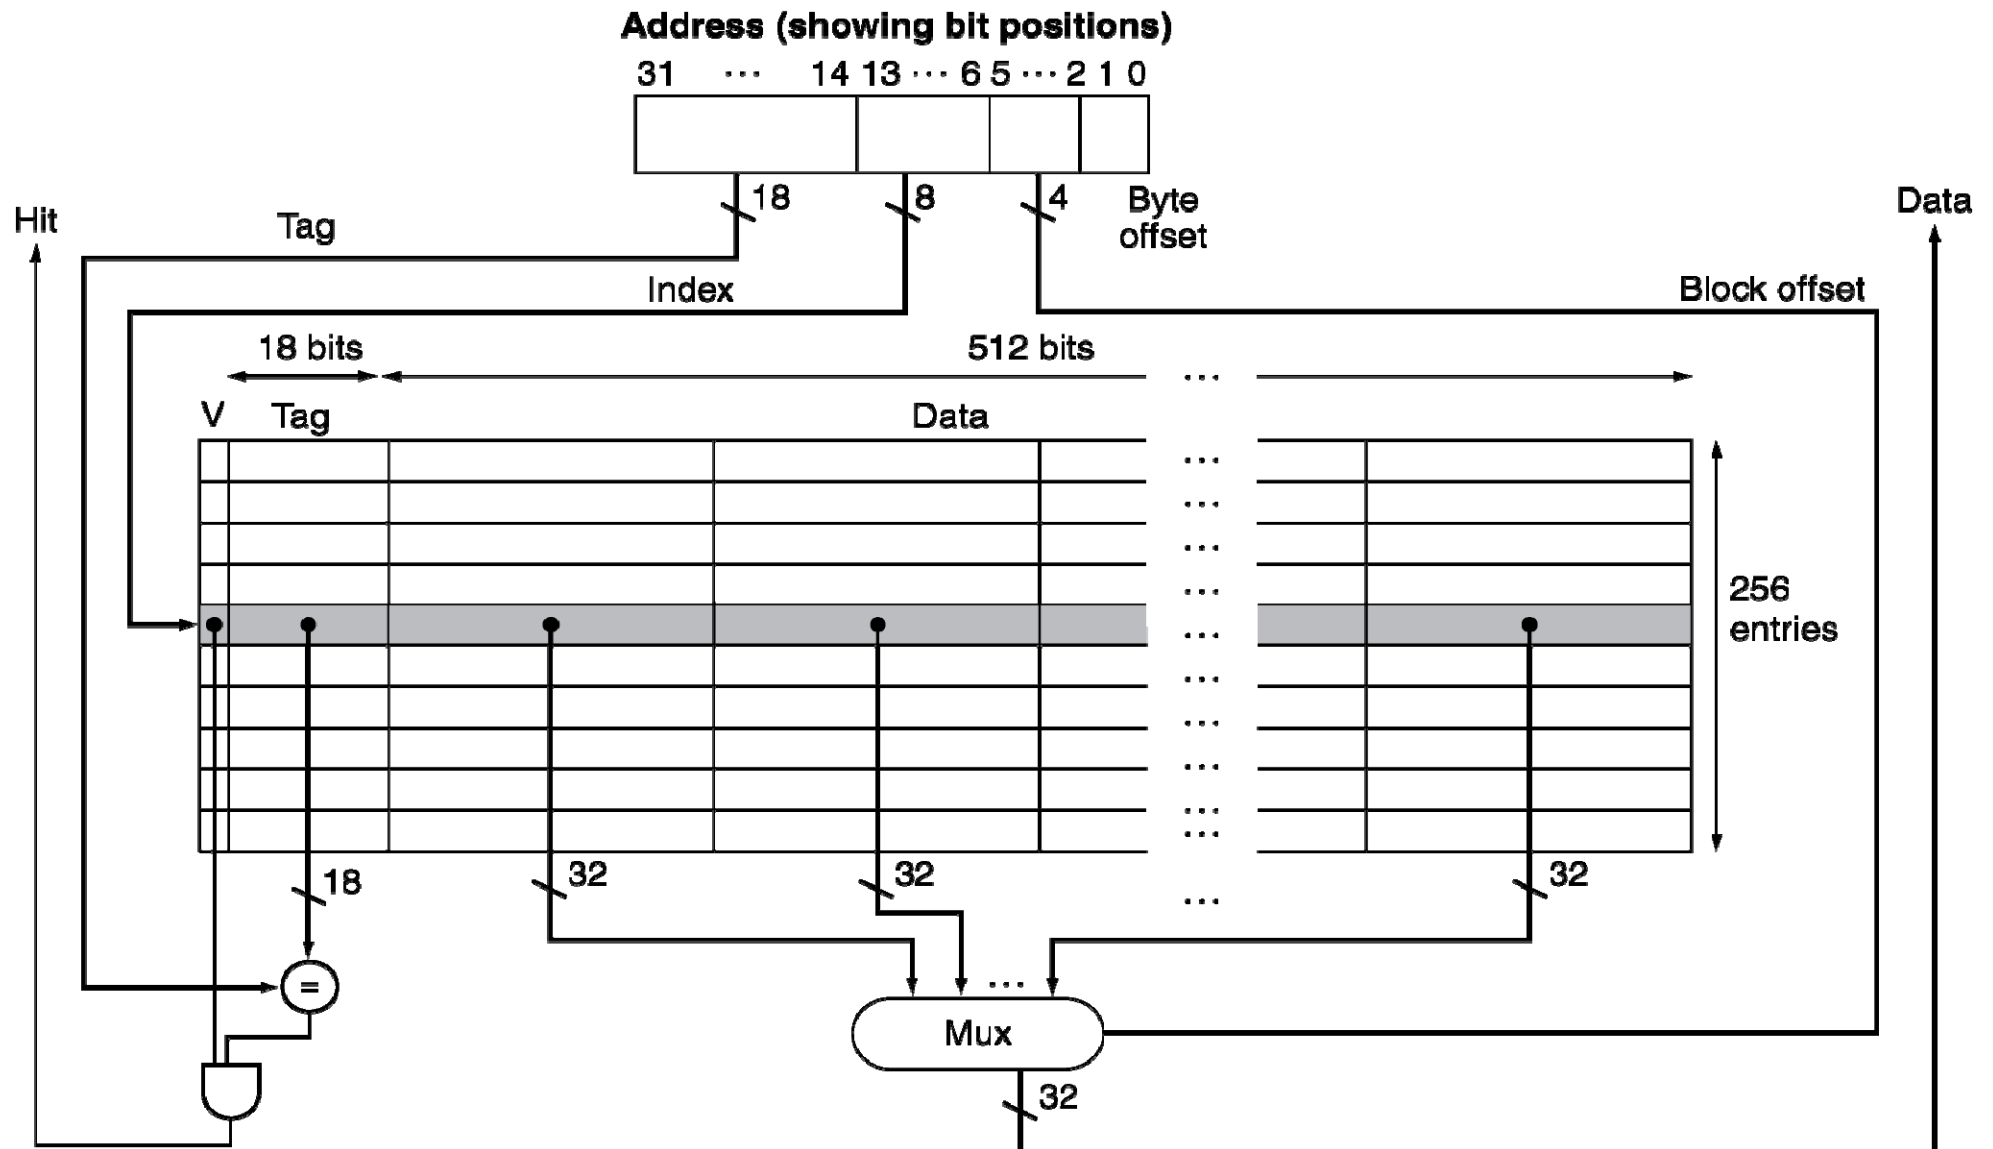 Address (showing bit positions)
31 ... 14 13 ... 6 5 ... 2 1 0
18 8 4 Byte offset
Hit
Tag
Data
Index
Block offset
18 bits
512 bits
...
V Tag Data
...
...
...
...
256 entries
...
...
...
...
...
...
18
32
32
...
32
=
...
Mux
32